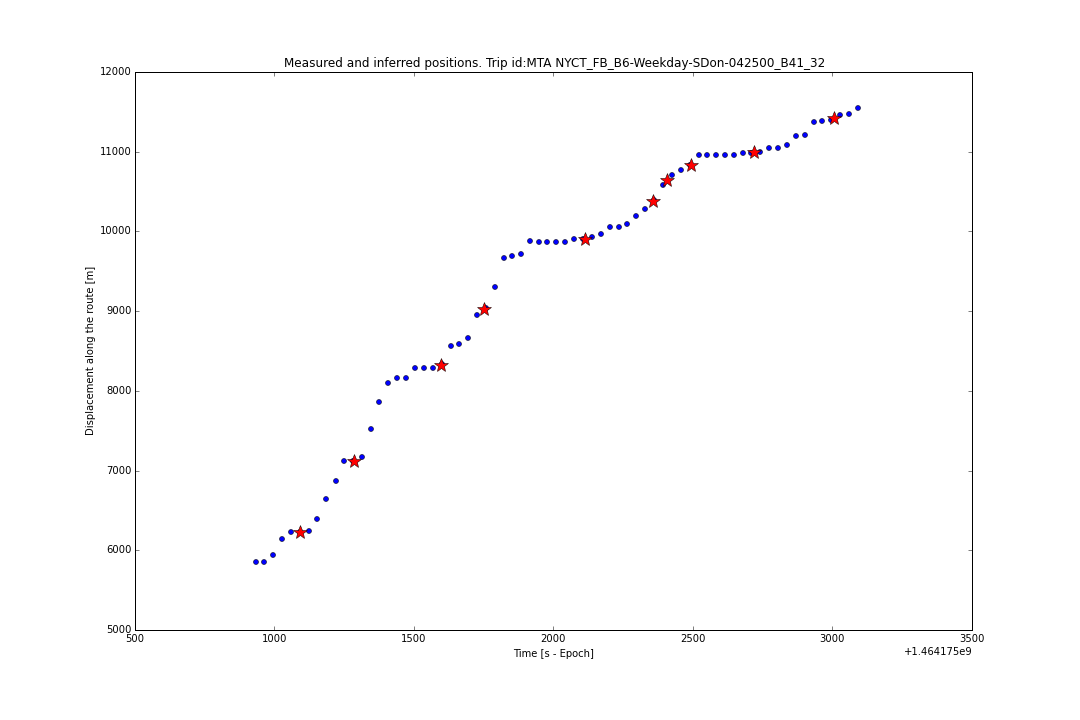 Measured and inferred positions. Trip id:MTA NYCT_FB_B6-Weekday-SDon-042500_B41_32
12000
11000
10000
9000
8000
7000
6000
5000
Displacement along the route [m]
500 1000 1500 2000 2500 3000 3500
Time [s - Epoch]
+1.464175e9